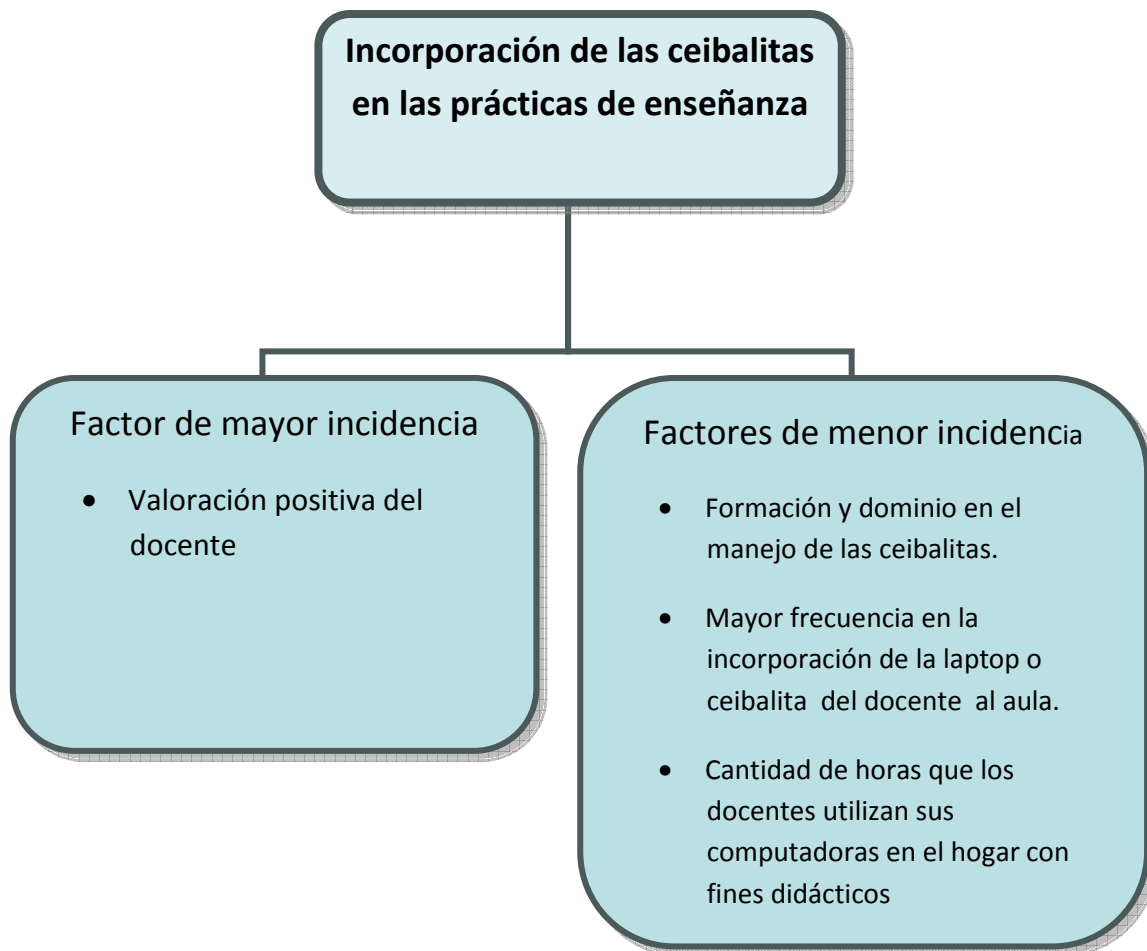 Incorporación de las ceibalitas
en las prácticas de enseñanza
Factor de mayor incidencia
• Valoración positiva del
docente
Factores de menor incidencia
• Formación y dominio en el
manejo de las ceibalitas.
• Mayor frecuencia en la
incorporación de la laptop o
ceibalita del docente al aula.
• Cantidad de horas que los
docentes utilizan sus
computadoras en el hogar con
fines didácticos